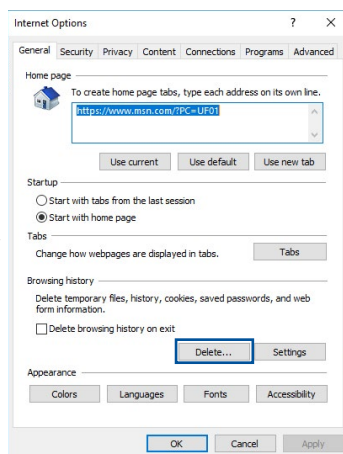 Internet Options ? X
General Security Privacy Content Connections Programs Advanced
Home page
To create home page tabs, type each address on its own line.
https://www.msn.com/?PC=UF01
Use current Use default Use new tab
Startup
Start with tabs from the last session
Start with home page
Tabs
Change how webpages are displayed in tabs. Tabs
Browsing history
Delete temporary files, history, cookies, saved passwords, and web
form information.
Delete browsing history on exit
Delete... Settings
Appearance
Colors Languages Fonts Accessibility
OK Cancel Apply